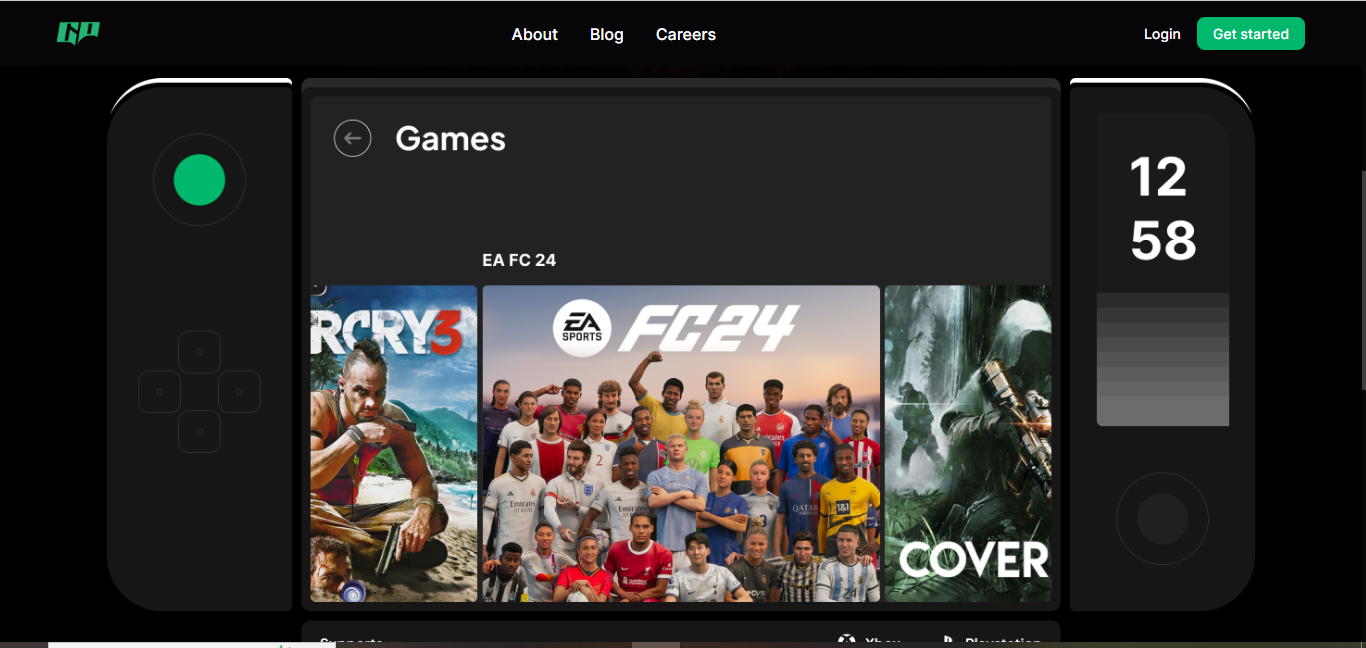 GP
About Blog Careers
Login Get started
Games
12
58
EA FC 24
RCRY3
EA
SPORTS
FC24
COVER
Supports Xbox Playstation